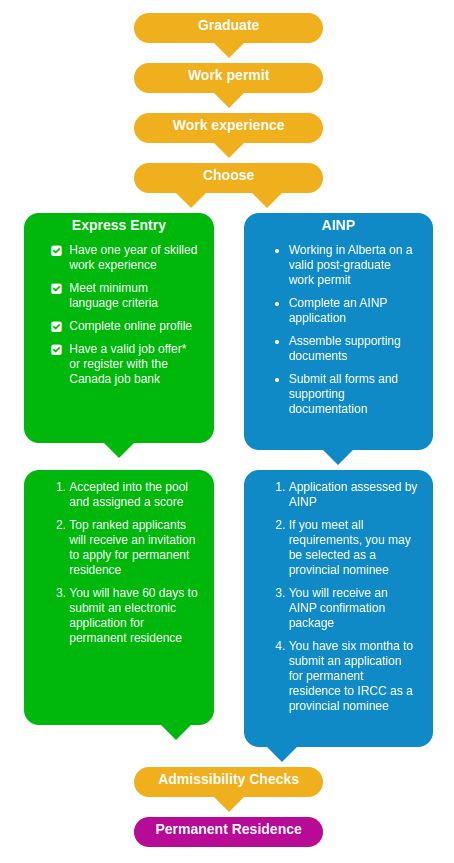 Graduate
Work permit
Work experience
Choose
Express Entry
Have one year of skilled
work experience
Meet minimum
language criteria
Complete online profile
Have a valid job offer*
or register with the
Canada job bank
AINP
Working in Alberta on a
valid post-graduate
work permit
Complete an AINP
application
Assemble supporting
documents
Submit all forms and
supporting
documentation
1. Accepted into the pool
and assigned a score
2. Top ranked applicants
will receive an invitation
to apply for permanent
residence
3. You will have 60 days to
submit an electronic
application for
permanent residence
1. Application assessed by
AINP
2. If you meet all
requirements, you may
be selected as a
provincial nominee
3. You will receive an
AINP confirmation
package
4. You have six months to
submit an application
for permanent
residence to IRCC as a
provincial nominee
Admissibility Checks
Permanent Residence